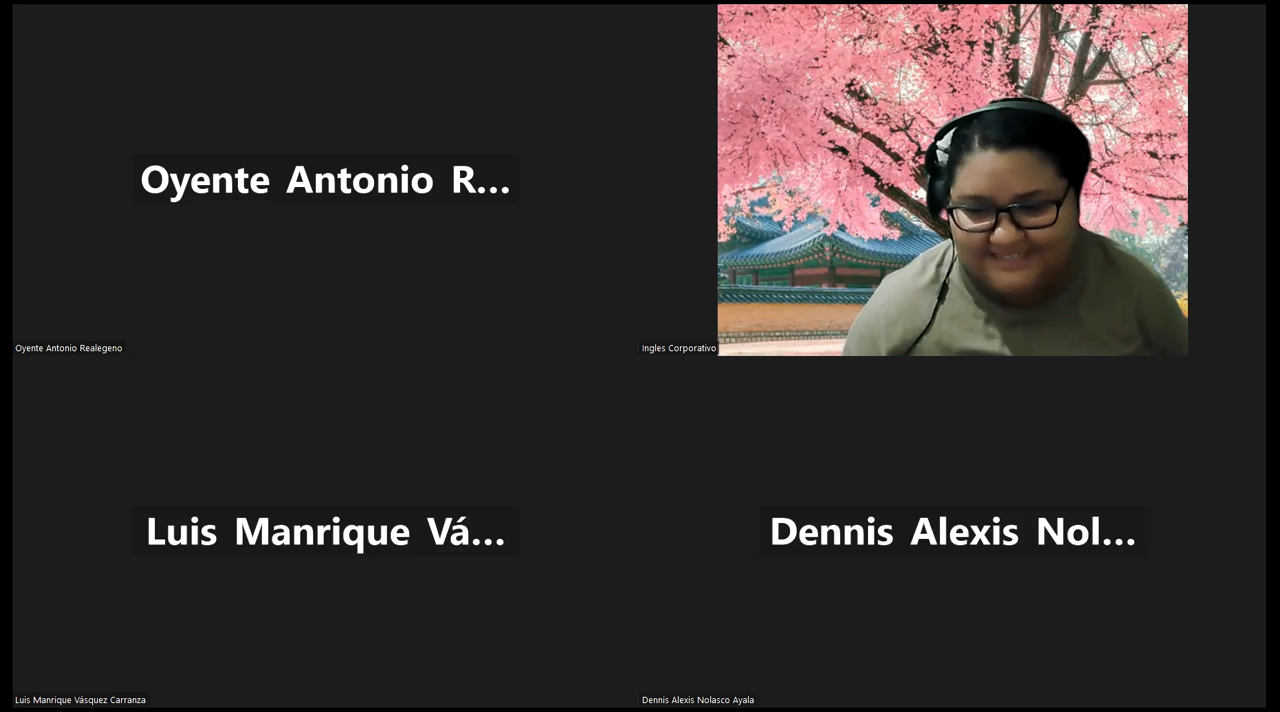 Oyente Antonio R...
Oyente Antonio Realegeno
Ingles Corporativo
Luis Manrique Vá...
Dennis Alexis Nol...
Luis Manrique Vásquez Carranza
Dennis Alexis Nolasco Ayala